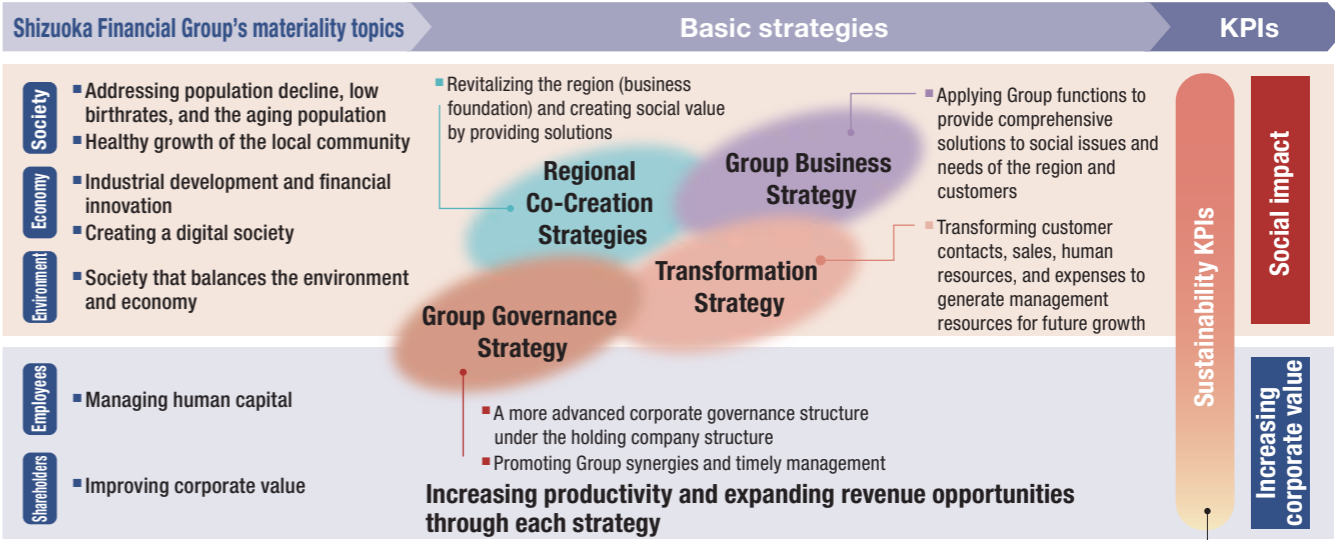 Shizuoka Financial Group's materiality topics
Basic strategies
KPIs
Society
■ Addressing population decline, low
birthrates, and the aging population
■ Healthy growth of the local community
Economy
■ Industrial development and financial
innovation
■ Creating a digital society
Environment
■ Society that balances the environment
and economy
Employees
■ Managing human capital
Shareholders
■ Improving corporate value
■ Revitalizing the region (business
foundation) and creating social value
by providing solutions
Regional
Co-Creation
Strategies
Group Business
Strategy
■ Applying Group functions to
provide comprehensive
solutions to social issues and
needs of the region and
customers
Transformation
Strategy
■ Transforming customer
contacts, sales, human
resources, and expenses to
generate management
resources for future growth
Group Governance
Strategy
■ A more advanced corporate governance structure
under the holding company structure
■ Promoting Group synergies and timely management
Increasing productivity and expanding revenue opportunities
through each strategy
Sustainability KPIs
Social impact
Increasing
corporate value